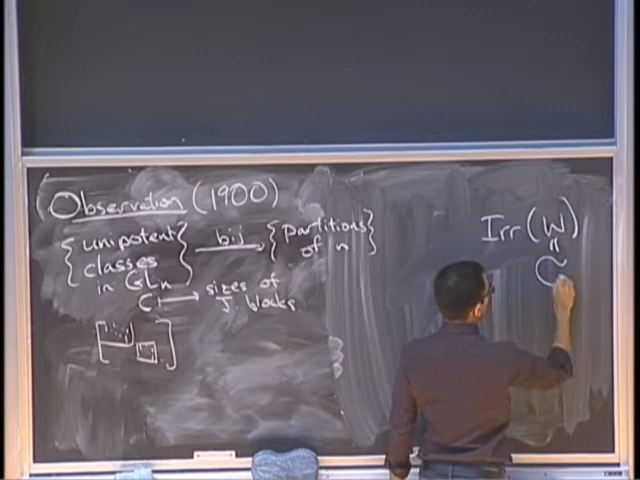 Observation (1900)
{unipotent classes in GLn} bij→ {partitions of n}
C ↦ sizes of J. blocks
Irr(W)